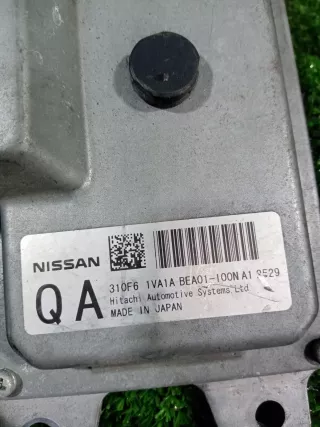 NISSAN
QA
310F6 1VA1A BEA01-100N A1 8529
Hitachi Automotive Systems Ltd
MADE IN JAPAN